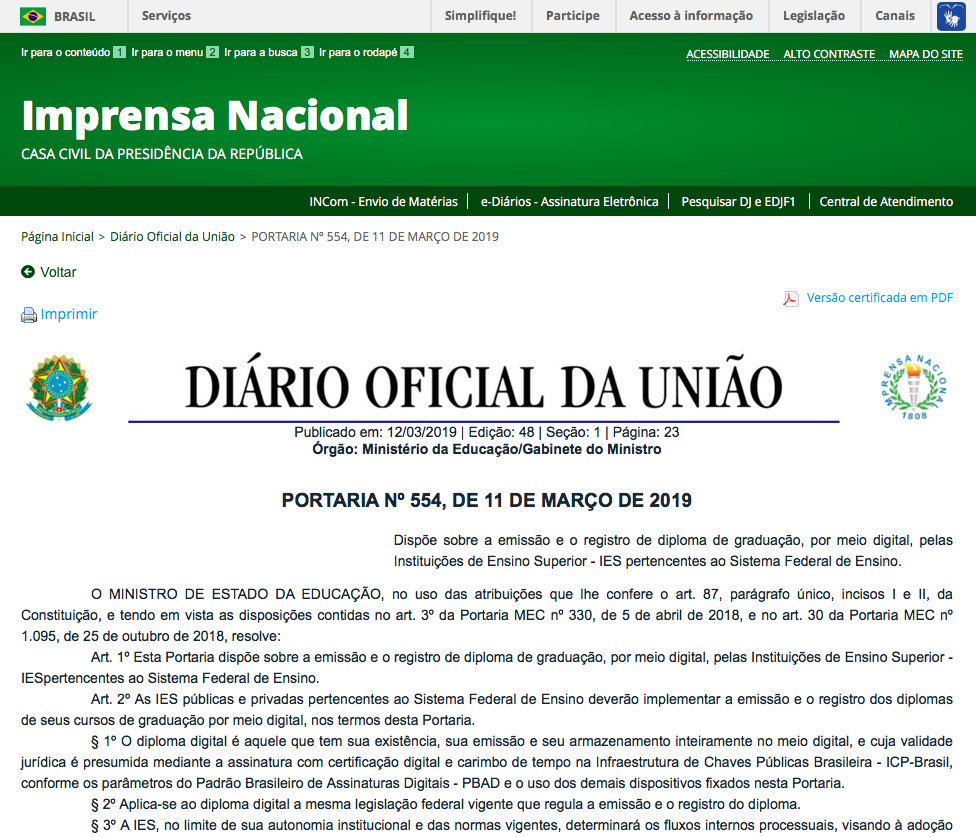 BRASIL Serviços Simplifique! Participe Acesso à informação Legislação Canais
Ir para o conteúdo 1 Ir para o menu 2 Ir para a busca 3 Ir para o rodapé 4 ACESSIBILIDADE ALTO CONTRASTE MAPA DO SITE
Imprensa Nacional
CASA CIVIL DA PRESIDÊNCIA DA REPÚBLICA
INCom - Envio de Matérias e-Diários - Assinatura Eletrônica Pesquisar DJ e EDJF1 Central de Atendimento
Página Inicial > Diário Oficial da União > PORTARIA Nº 554, DE 11 DE MARÇO DE 2019
Voltar
Versão certificada em PDF
Imprimir
DIÁRIO OFICIAL DA UNIÃO
IMPRENSA NACIONAL 1808
Publicado em: 12/03/2019 | Edição: 48 | Seção: 1 | Página: 23
Órgão: Ministério da Educação/Gabinete do Ministro
PORTARIA Nº 554, DE 11 DE MARÇO DE 2019
Dispõe sobre a emissão e o registro de diploma de graduação, por meio digital, pelas
Instituições de Ensino Superior - IES pertencentes ao Sistema Federal de Ensino.
O MINISTRO DE ESTADO DA EDUCAÇÃO, no uso das atribuições que lhe confere o art. 87, parágrafo único, incisos I e II, da
Constituição, e tendo em vista as disposições contidas no art. 3º da Portaria MEC nº 330, de 5 de abril de 2018, e no art. 30 da Portaria MEC nº
1.095, de 25 de outubro de 2018, resolve:
Art. 1º Esta Portaria dispõe sobre a emissão e o registro de diploma de graduação, por meio digital, pelas Instituições de Ensino Superior -
IESpertencentes ao Sistema Federal de Ensino.
Art. 2º As IES públicas e privadas pertencentes ao Sistema Federal de Ensino deverão implementar a emissão e o registro dos diplomas
de seus cursos de graduação por meio digital, nos termos desta Portaria.
§ 1º O diploma digital é aquele que tem sua existência, sua emissão e seu armazenamento inteiramente no meio digital, e cuja validade
jurídica é presumida mediante a assinatura com certificação digital e carimbo de tempo na Infraestrutura de Chaves Públicas Brasileira - ICP-Brasil,
conforme os parâmetros do Padrão Brasileiro de Assinaturas Digitais - PBAD e o uso dos demais dispositivos fixados nesta Portaria.
§ 2º Aplica-se ao diploma digital a mesma legislação federal vigente que regula a emissão e o registro do diploma.
§ 3º A IES, no limite de sua autonomia institucional e das normas vigentes, determinará os fluxos internos processuais, visando à adoção